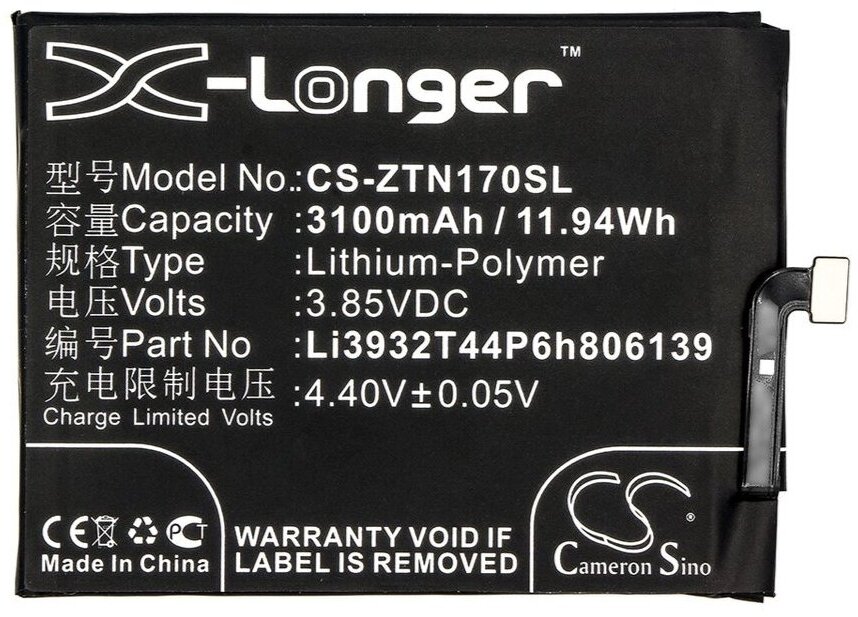 X-Longer™
型号Model No.:CS-ZTN170SL
容量Capacity :3100mAh / 11.94Wh
规格Type :Lithium-Polymer
电压Volts :3.85VDC
编号Part No :Li3932T44P6h806139
充电限制电压 :4.40V±0.05V
Charge Limited Volts
CE PCT
Made In China
WARRANTY VOID IF
LABEL IS REMOVED
CS®
Cameron Sino